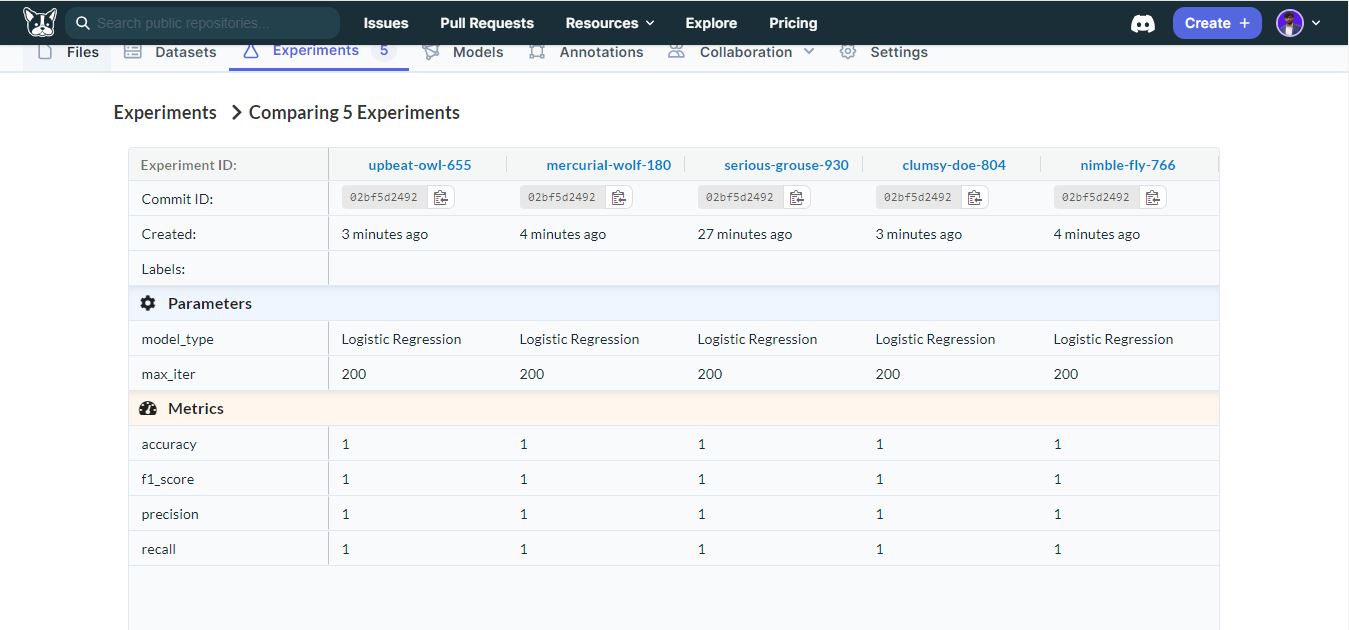 Search public repositories... Issues Pull Requests Resources Explore Pricing Create +
Files Datasets Experiments 5 Models Annotations Collaboration Settings
Experiments > Comparing 5 Experiments
Experiment ID: upbeat-owl-655 mercurial-wolf-180 serious-grouse-930 clumsy-doe-804 nimble-fly-766
Commit ID: 02bf5d2492 02bf5d2492 02bf5d2492 02bf5d2492 02bf5d2492
Created: 3 minutes ago 4 minutes ago 27 minutes ago 3 minutes ago 4 minutes ago
Labels:
Parameters
model_type Logistic Regression Logistic Regression Logistic Regression Logistic Regression Logistic Regression
max_iter 200 200 200 200 200
Metrics
accuracy 1 1 1 1 1
f1_score 1 1 1 1 1
precision 1 1 1 1 1
recall 1 1 1 1 1